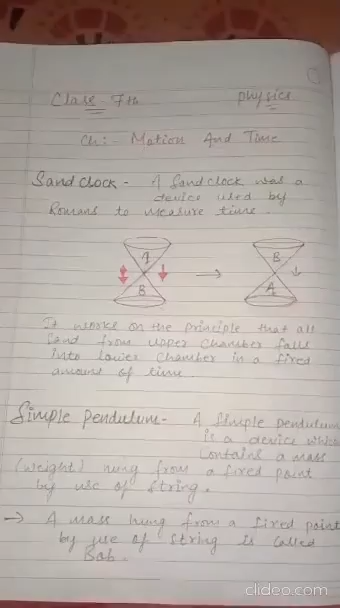 C
Class - 7th physics
Ch:- Motion And Time
Sand clock - A Sand clock was a
device used by
Romans to measure time.
A B
B A
It works on the principle that all
Sand from upper chamber falls
into lower chamber in a fixed
amount of time
Simple Pendulum - A Simple pendulum
is a device which
contains a mass
(weight) hung from a fixed point
by use of string.
→ A mass hung from a fixed point
by use of string is called
Bob.
clideo.com